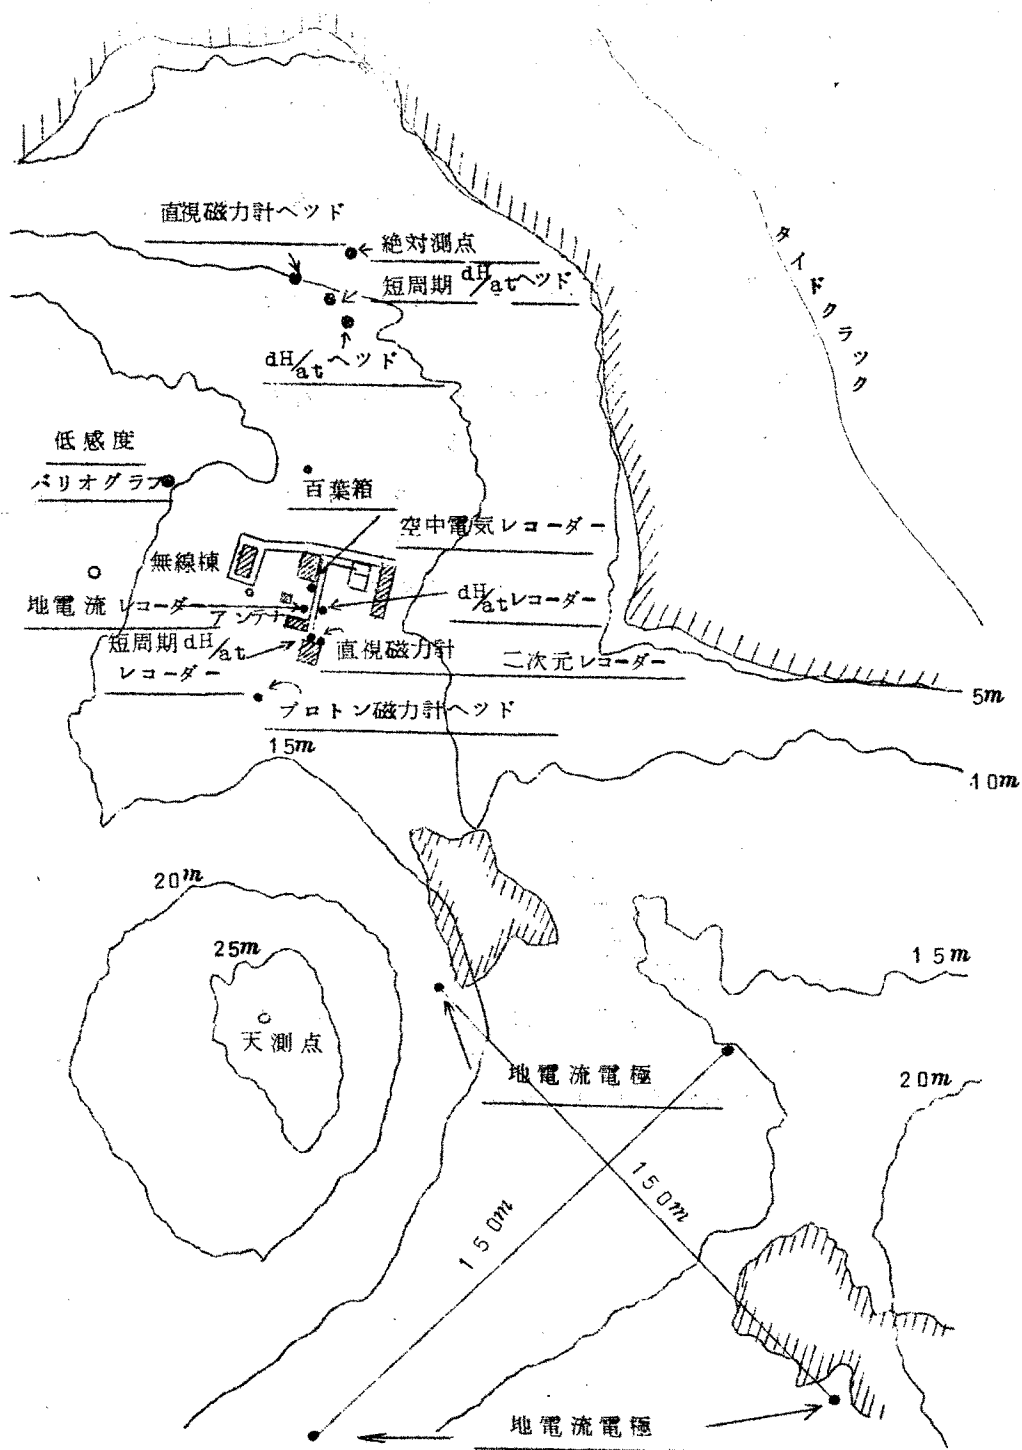 直視磁力計ヘッド
絶対測点
短周期 dH/at ヘッド
dH/at ヘッド
タイドクラック
低感度
バリオグラフ
百葉箱
空中電気レコーダー
無線棟
地電流レコーダー
dH/at レコーダー
アンテナ
短周期 dH/at
レコーダー
直視磁力計
二次元レコーダー
プロトン磁力計ヘッド
5m
15m
10m
20m
25m
15m
天測点
地電流電極
20m
150m
150m
地電流電極